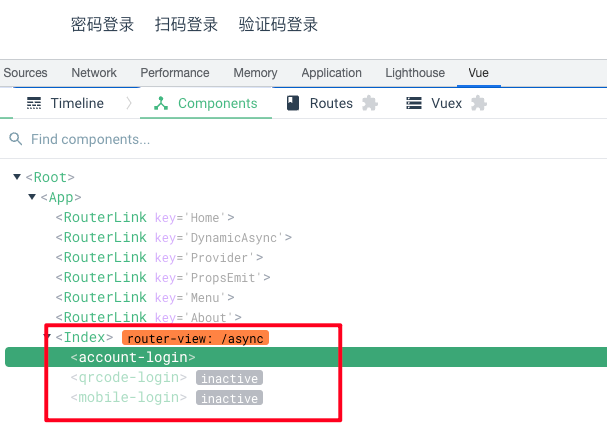 密码登录 扫码登录 验证码登录
Sources Network Performance Memory Application Lighthouse Vue
Timeline Components Routes Vuex
Find components...
<Root>
<App>
<RouterLink key='Home'>
<RouterLink key='DynamicAsync'>
<RouterLink key='Provider'>
<RouterLink key='PropsEmit'>
<RouterLink key='Menu'>
<RouterLink key='About'>
<Index> router-view: /async
<account-login>
<qrcode-login> inactive
<mobile-login> inactive